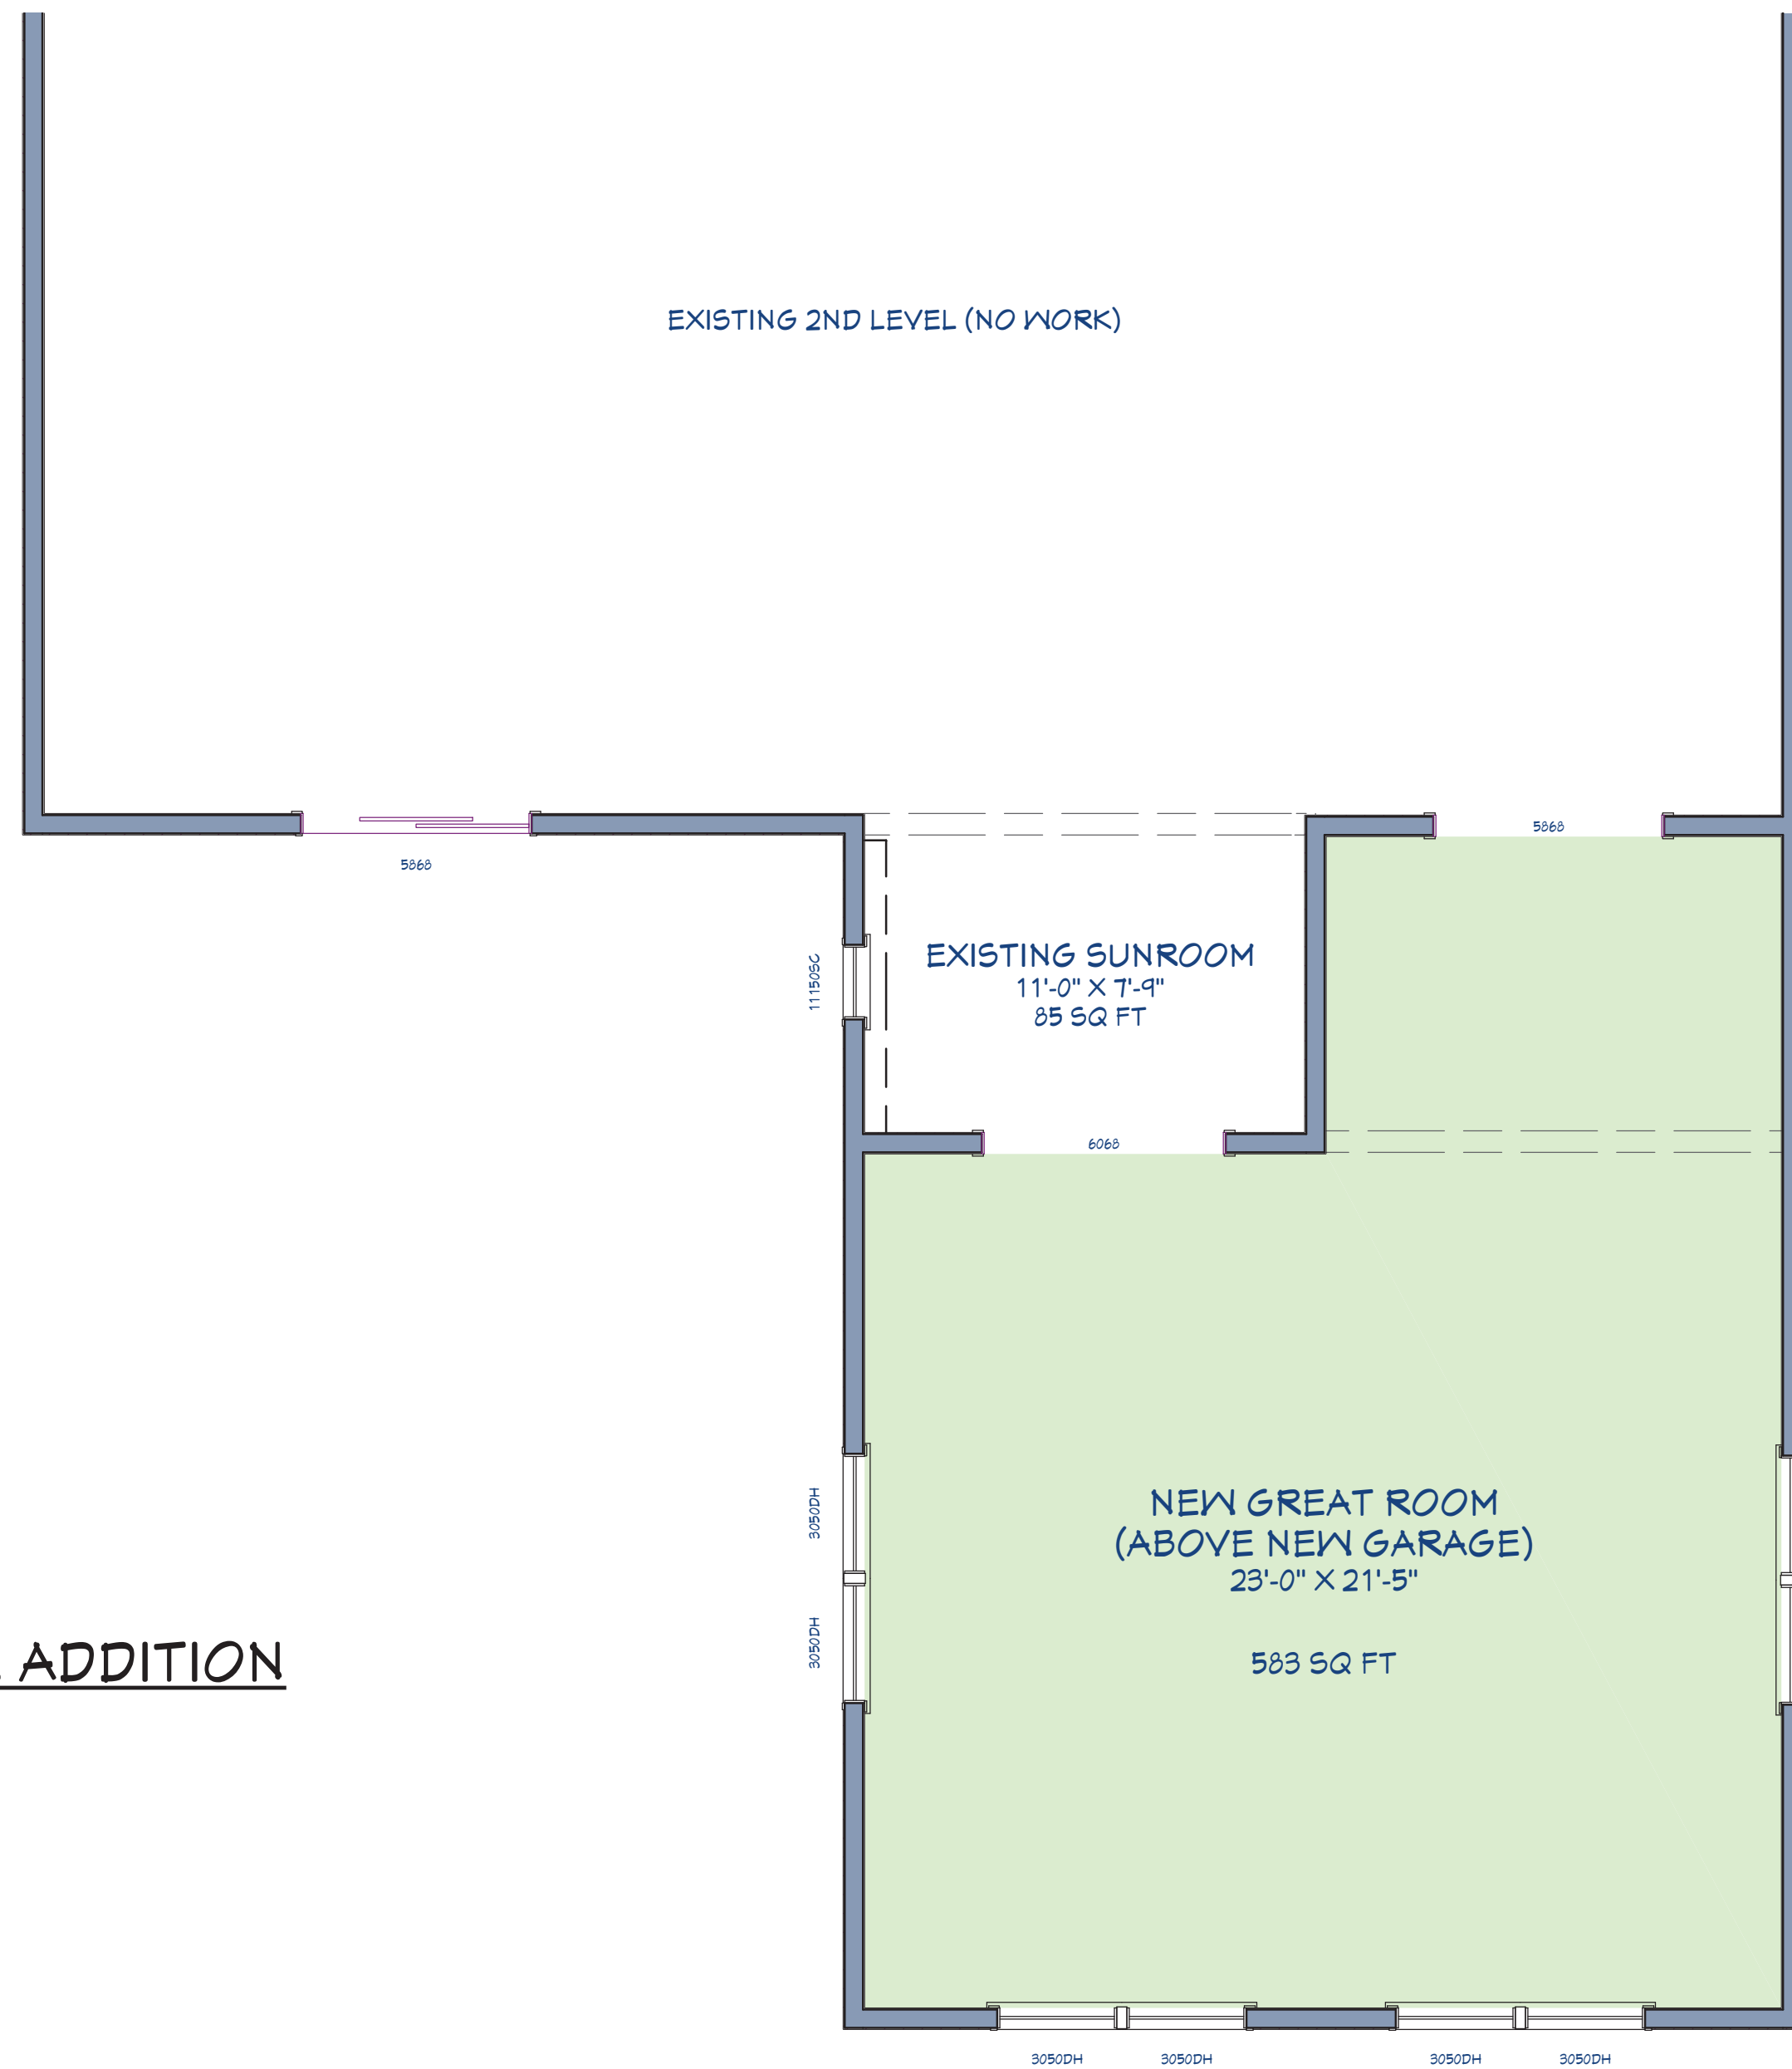 EXISTING 2ND LEVEL (NO WORK)
5868
5868
EXISTING SUNROOM
11'-0" X 7'-9"
85 SQ FT
11150SC
6068
3050DH
3050DH
NEW GREAT ROOM
(ABOVE NEW GARAGE)
23'-0" X 21'-5"
583 SQ FT
ADDITION
3050DH
3050DH
3050DH
3050DH